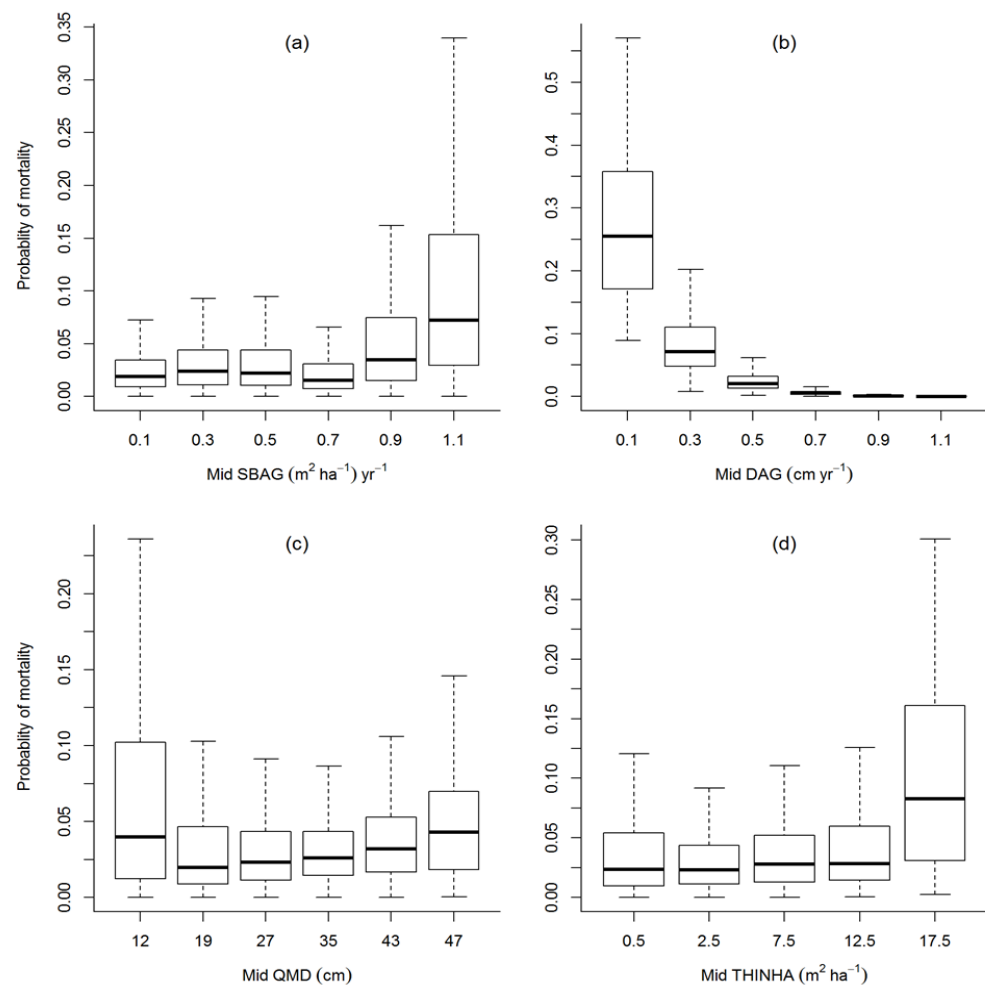 (a)
Probablity of mortality
0.35
0.30
0.25
0.20
0.15
0.10
0.05
0.00
0.1 0.3 0.5 0.7 0.9 1.1
Mid SBAG (m² ha⁻¹) yr⁻¹
(b)
0.5
0.4
0.3
0.2
0.1
0.0
0.1 0.3 0.5 0.7 0.9 1.1
Mid DAG (cm yr⁻¹)
(c)
Probablity of mortality
0.20
0.15
0.10
0.05
0.00
12 19 27 35 43 47
Mid QMD (cm)
(d)
0.30
0.25
0.20
0.15
0.10
0.05
0.00
0.5 2.5 7.5 12.5 17.5
Mid THINHA (m² ha⁻¹)